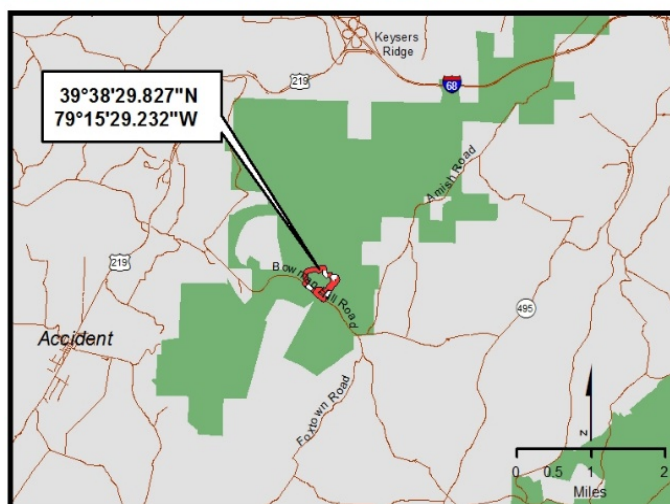 Keysers
Ridge
219
68
39°38'29.827"N
79°15'29.232"W
Amish Road
219
Bowman Hill Road
495
Accident
Foxtown Road
z
0 0.5 1 2
Miles